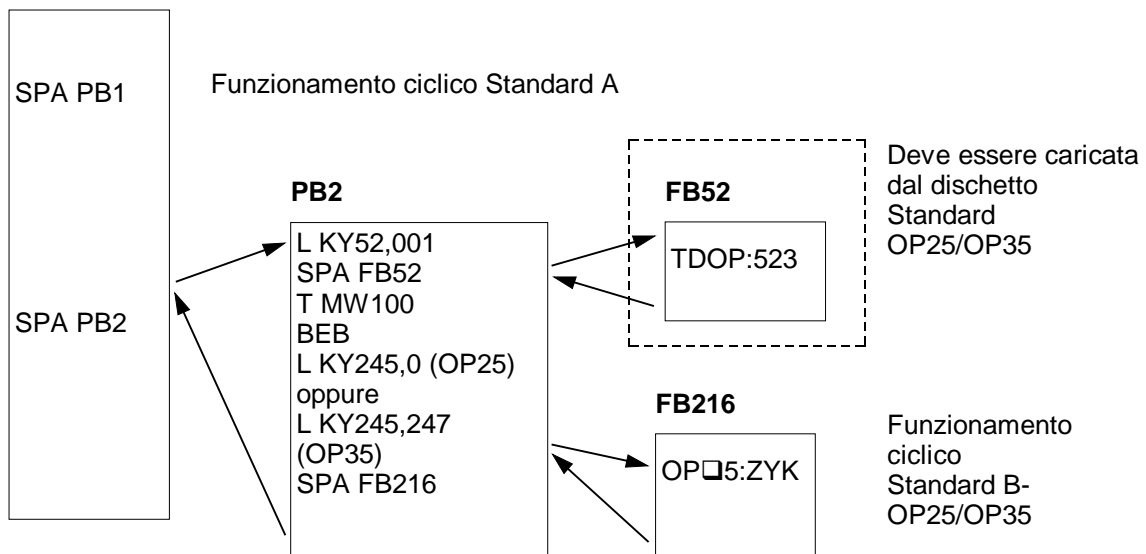 SPA PB1
SPA PB2
Funzionamento ciclico Standard A
PB2
L KY52,001
SPA FB52
T MW100
BEB
L KY245,0 (OP25)
oppure
L KY245,247
(OP35)
SPA FB216
FB52
TDOP:523
Deve essere caricata
dal dischetto
Standard
OP25/OP35
FB216
OP❑5:ZYK
Funzionamento
ciclico
Standard B-
OP25/OP35